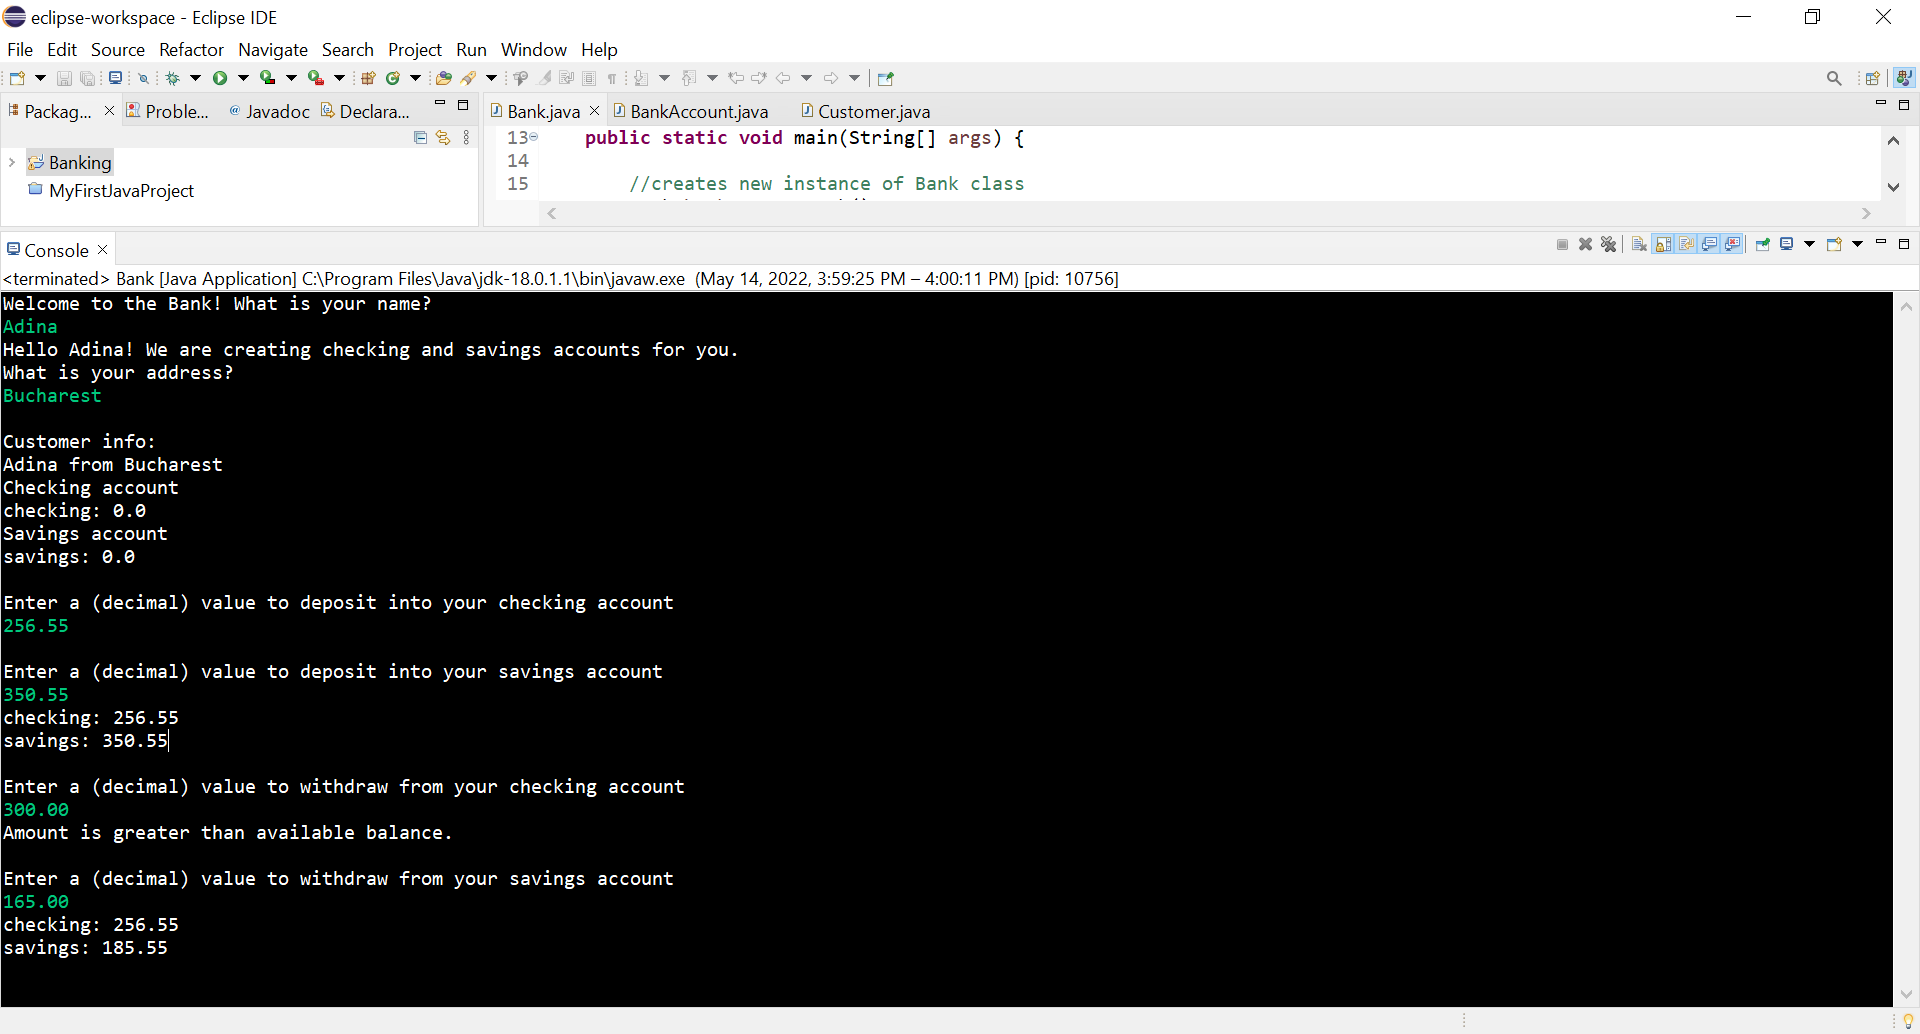 eclipse-workspace - Eclipse IDE
File Edit Source Refactor Navigate Search Project Run Window Help
Packag... Proble... @ Javadoc Declara...
Bank.java BankAccount.java Customer.java
Banking
MyFirstJavaProject
13 public static void main(String[] args) {
14
15 //creates new instance of Bank class
Console
<terminated> Bank [Java Application] C:\Program Files\Java\jdk-18.0.1.1\bin\javaw.exe (May 14, 2022, 3:59:25 PM – 4:00:11 PM) [pid: 10756]
Welcome to the Bank! What is your name?
Adina
Hello Adina! We are creating checking and savings accounts for you.
What is your address?
Bucharest
Customer info:
Adina from Bucharest
Checking account
checking: 0.0
Savings account
savings: 0.0
Enter a (decimal) value to deposit into your checking account
256.55
Enter a (decimal) value to deposit into your savings account
350.55
checking: 256.55
savings: 350.55
Enter a (decimal) value to withdraw from your checking account
300.00
Amount is greater than available balance.
Enter a (decimal) value to withdraw from your savings account
165.00
checking: 256.55
savings: 185.55